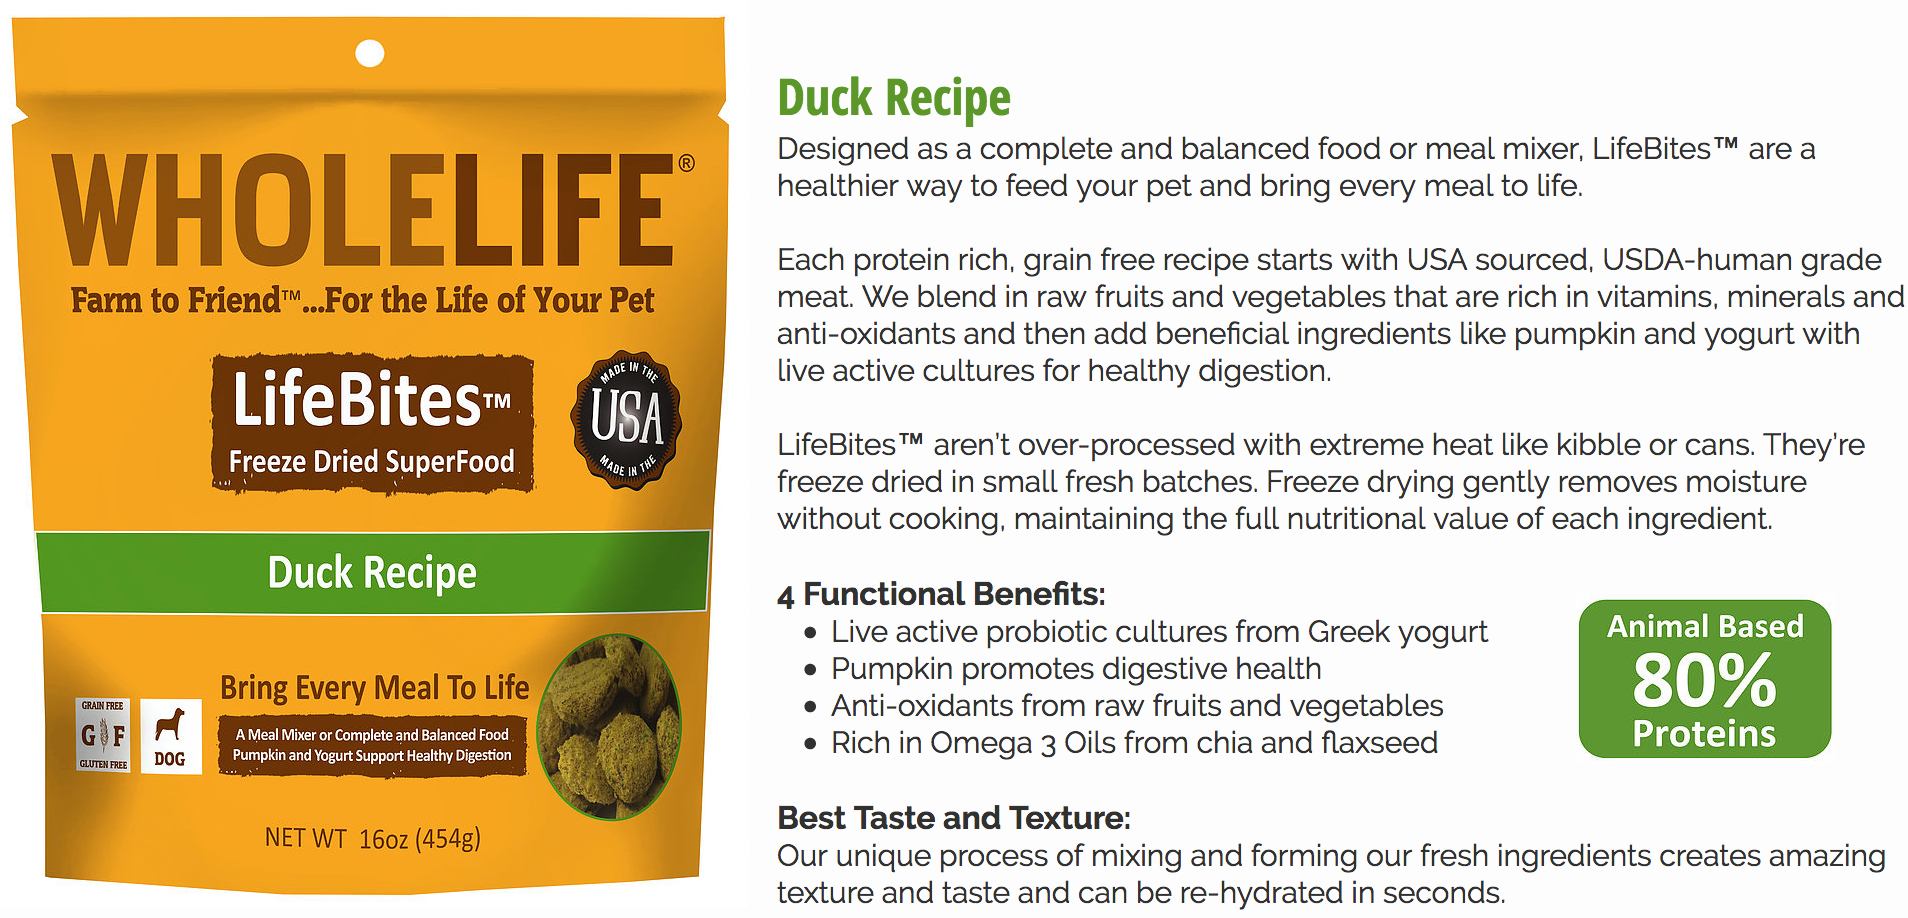 WHOLELIFE®
Farm to Friend™...For the Life of Your Pet
LifeBites™
Freeze Dried SuperFood
MADE IN THE
USA
MADE IN THE
Duck Recipe
Bring Every Meal To Life
A Meal Mixer or Complete and Balanced Food
Pumpkin and Yogurt Support Healthy Digestion
GRAIN FREE
G F
GLUTEN FREE
DOG
NET WT 16oz (454g)
Duck Recipe
Designed as a complete and balanced food or meal mixer, LifeBites™ are a
healthier way to feed your pet and bring every meal to life.
Each protein rich, grain free recipe starts with USA sourced, USDA-human grade
meat. We blend in raw fruits and vegetables that are rich in vitamins, minerals and
anti-oxidants and then add beneficial ingredients like pumpkin and yogurt with
live active cultures for healthy digestion.
LifeBites™ aren't over-processed with extreme heat like kibble or cans. They're
freeze dried in small fresh batches. Freeze drying gently removes moisture
without cooking, maintaining the full nutritional value of each ingredient.
4 Functional Benefits:
• Live active probiotic cultures from Greek yogurt
• Pumpkin promotes digestive health
• Anti-oxidants from raw fruits and vegetables
• Rich in Omega 3 Oils from chia and flaxseed
Animal Based
80%
Proteins
Best Taste and Texture:
Our unique process of mixing and forming our fresh ingredients creates amazing
texture and taste and can be re-hydrated in seconds.